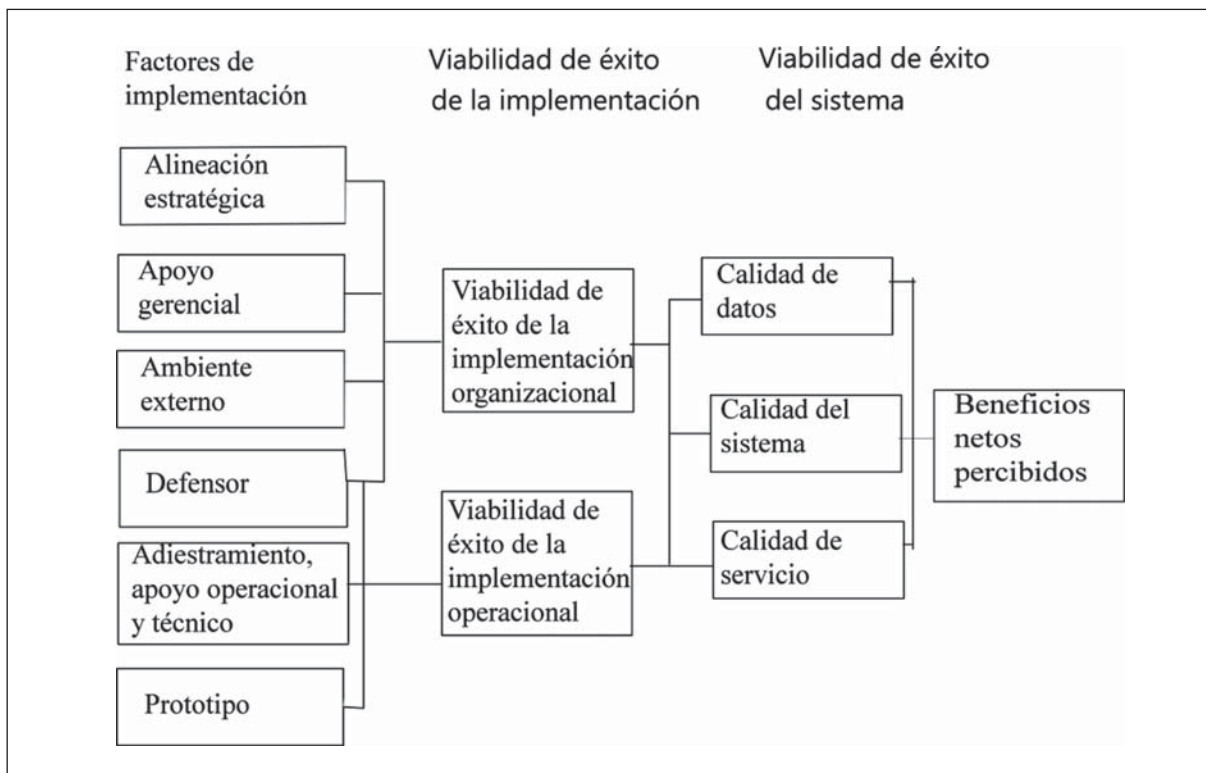 Factores de
implementación
Viabilidad de éxito
de la implementación
Viabilidad de éxito
del sistema
Alineación
estratégica
Apoyo
gerencial
Ambiente
externo
Defensor
Adiestramiento,
apoyo operacional
y técnico
Prototipo
Viabilidad de
éxito de la
implementación
organizacional
Viabilidad de
éxito de la
implementación
operacional
Calidad de
datos
Calidad del
sistema
Calidad de
servicio
Beneficios
netos
percibidos